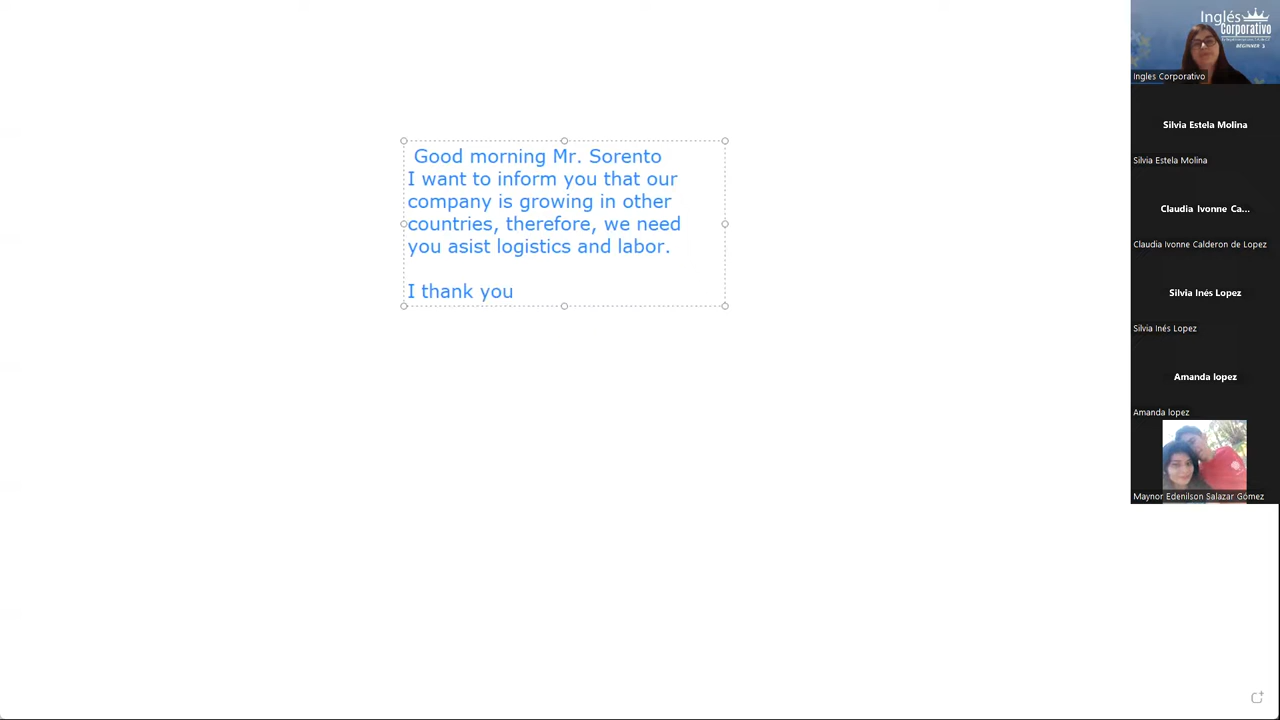 Good morning Mr. Sorento
I want to inform you that our
company is growing in other
countries, therefore, we need
you asist logistics and labor.
I thank you
Inglés
Corporativo
BEGINNER 3
Ingles Corporativo
Silvia Estela Molina
Silvia Estela Molina
Claudia Ivonne Ca...
Claudia Ivonne Calderon de Lopez
Silvia Inés Lopez
Silvia Inés Lopez
Amanda lopez
Amanda lopez
Maynor Edenilson Salazar Gómez